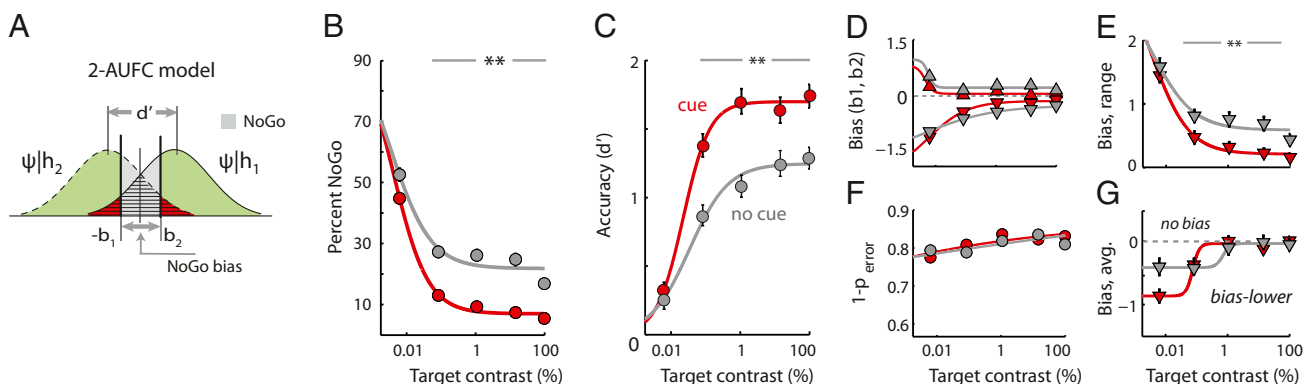 A
2-AUFC model
d'
NoGo
ψ|h2
ψ|h1
-b1
b2
NoGo bias
B
Percent NoGo
90
70
50
30
10
**
0.01
1
100
Target contrast (%)
C
Accuracy (d')
2
1
0
**
cue
no cue
0.01
1
100
Target contrast (%)
D
Bias (b1, b2)
1.5
0
−1.5
E
Bias, range
2
1
0
**
F
1-p error
0.9
0.8
0.7
0.6
0.01
1
100
Target contrast (%)
G
Bias, avg.
0
−1
no bias
bias-lower
0.01
1
100
Target contrast (%)